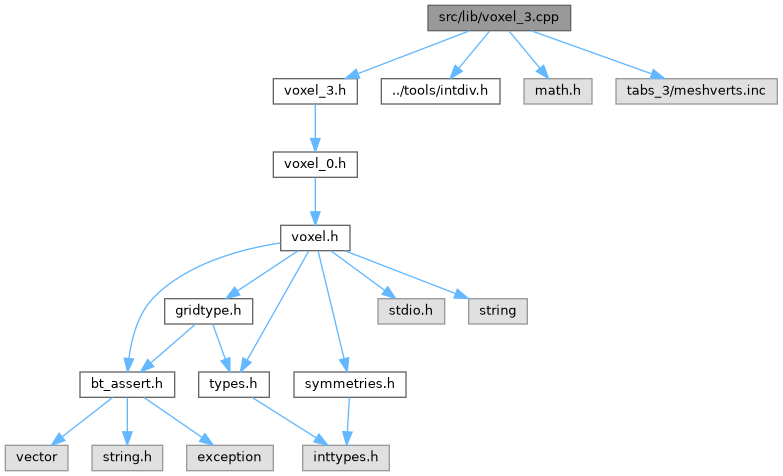 src/lib/voxel_3.cpp
voxel_3.h
../tools/intdiv.h
math.h
tabs_3/meshverts.inc
voxel_0.h
voxel.h
gridtype.h
stdio.h
string
bt_assert.h
types.h
symmetries.h
vector
string.h
exception
inttypes.h